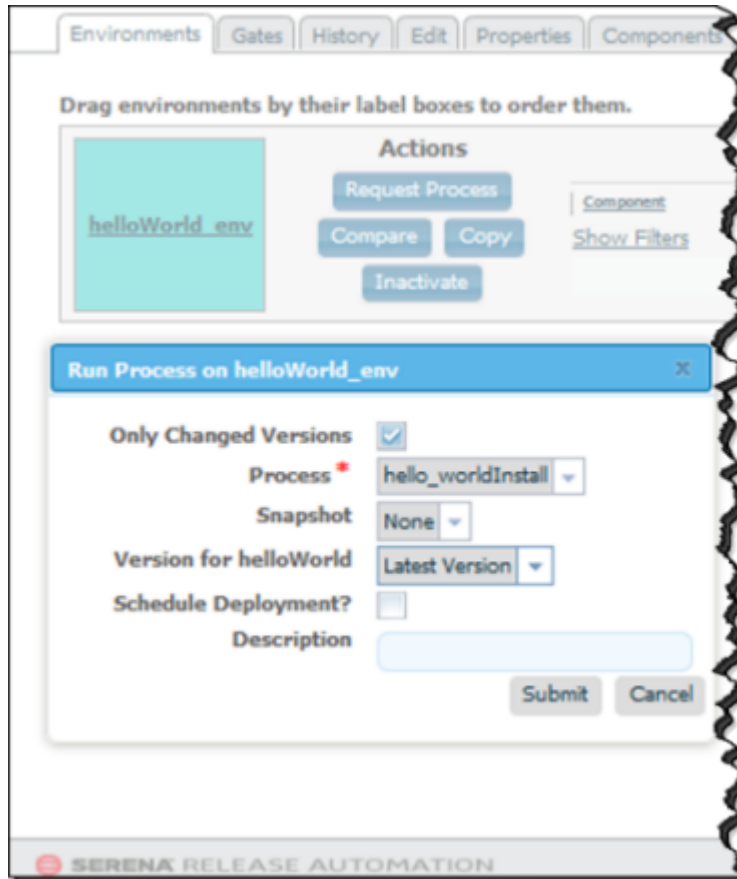 Environments Gates History Edit Properties Components
Drag environments by their label boxes to order them.
Actions
helloWorld_env
Request Process
Compare Copy
Inactivate
Component
Show Filters
Run Process on helloWorld_env x
Only Changed Versions
Process *
hello_worldInstall
Snapshot
None
Version for helloWorld
Latest Version
Schedule Deployment?
Description
Submit Cancel
SERENA RELEASE AUTOMATION